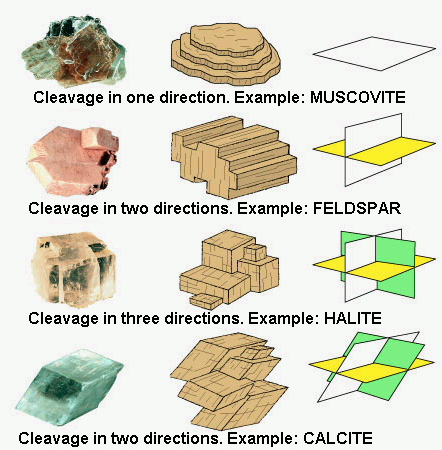 Cleavage in one direction. Example: MUSCOVITE
Cleavage in two directions. Example: FELDSPAR
Cleavage in three directions. Example: HALITE
Cleavage in two directions. Example: CALCITE